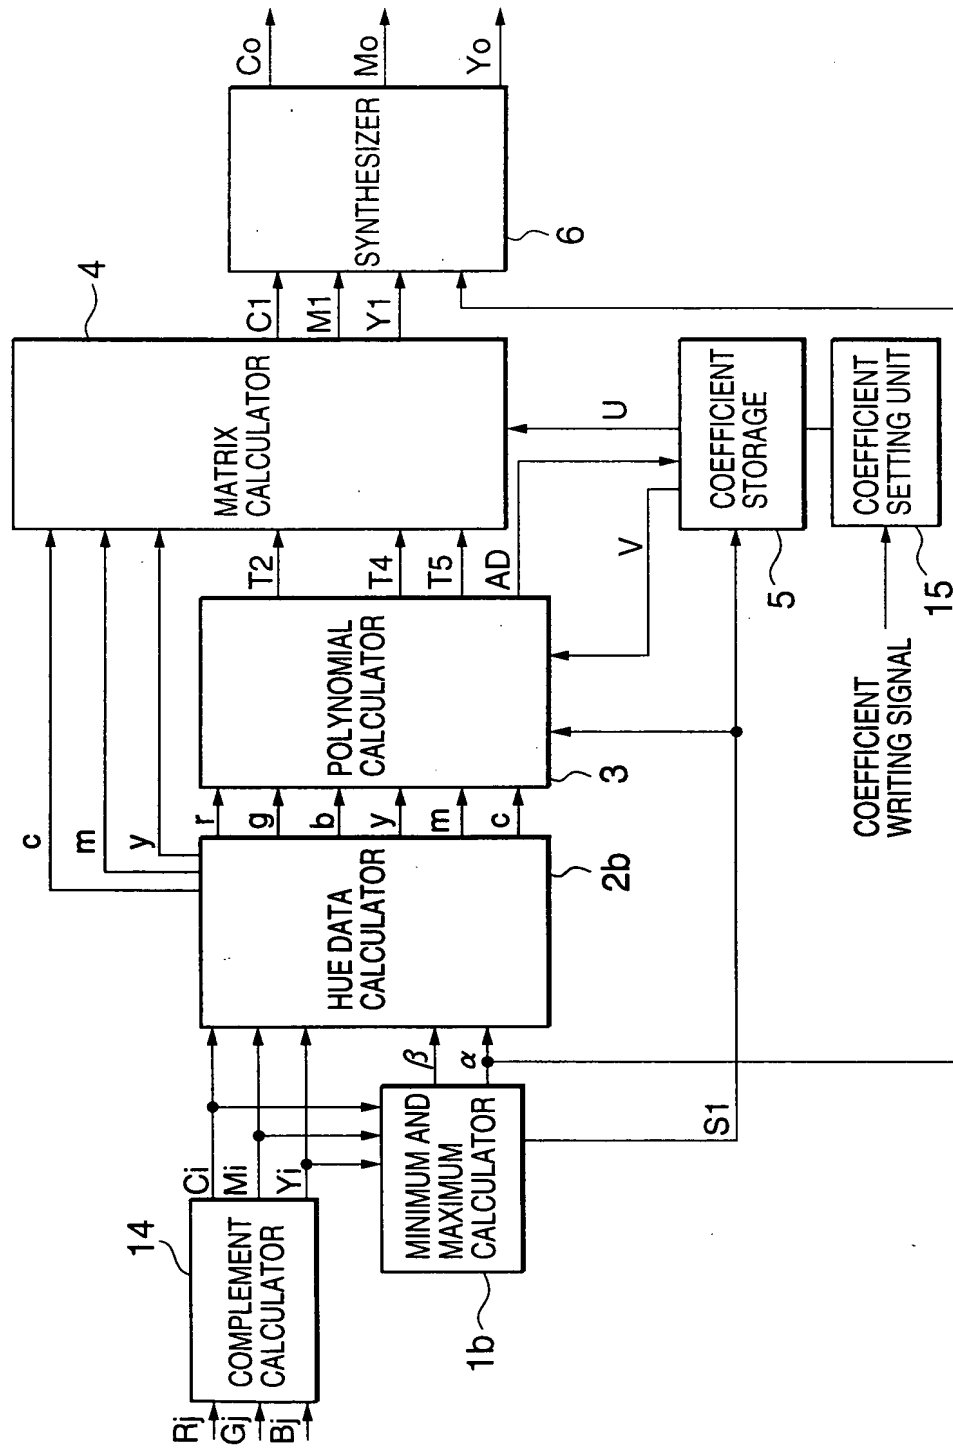 Rj
Gj
Bj
14
COMPLEMENT
CALCULATOR
Ci
Mi
Yi
MINIMUM AND
MAXIMUM
CALCULATOR
1b
β
α
S1
HUE DATA
CALCULATOR
2b
c
m
y
r
g
b
y
m
c
POLYNOMIAL
CALCULATOR
3
T2
T4
T5
AD
MATRIX
CALCULATOR
4
V
U
COEFFICIENT
STORAGE
5
COEFFICIENT
SETTING UNIT
15
COEFFICIENT
WRITING SIGNAL
C1
M1
Y1
SYNTHESIZER
6
Co
Mo
Yo